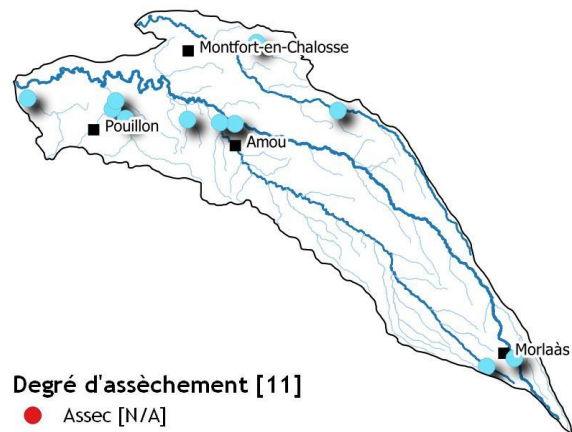 Montfort-en-Chalosse
Pouillon
Amou
Morlaàs
Degré d'assèchement [11]
Assec [N/A]